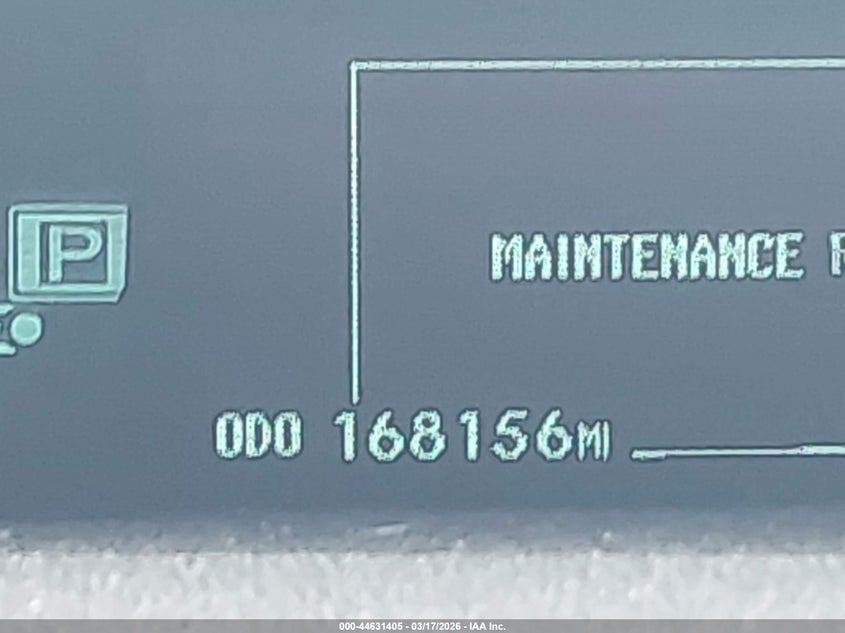 P
MAINTENANCE
ODO 168156MI
000-44631405 - 03/17/2026 - IAA Inc.